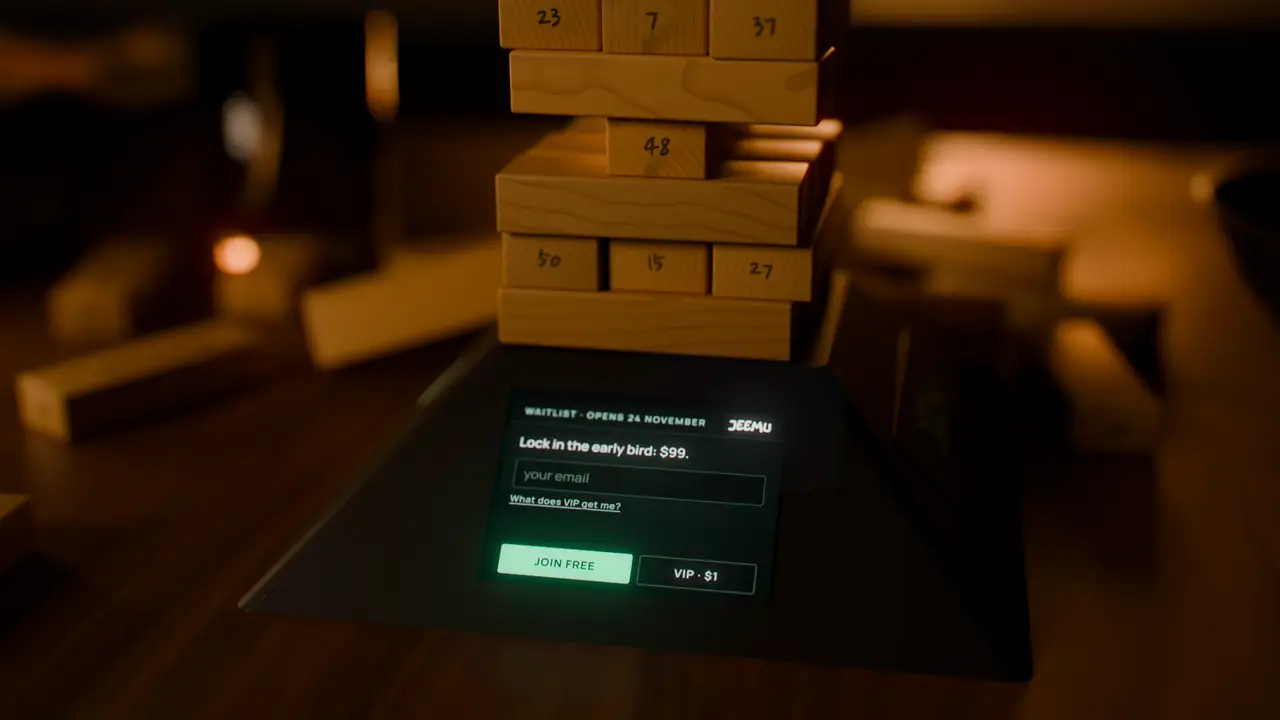 23 7 37
48
50 15 27
WAITLIST · OPENS 24 NOVEMBER JEEMU
Lock in the early bird: $99.
your email
What does VIP get me?
JOIN FREE VIP · $1